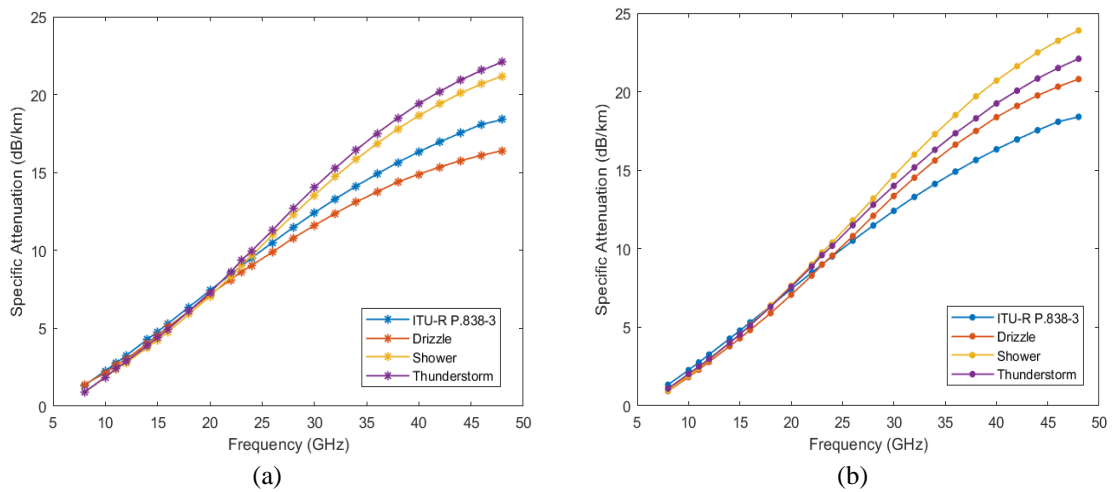 25
20
15
10
5
0
Specific Attenuation (dB/km)
ITU-R P.838-3
Drizzle
Shower
Thunderstorm
5 10 15 20 25 30 35 40 45 50
Frequency (GHz)
(a)
25
20
15
10
5
0
Specific Attenuation (dB/km)
ITU-R P.838-3
Drizzle
Shower
Thunderstorm
5 10 15 20 25 30 35 40 45 50
Frequency (GHz)
(b)